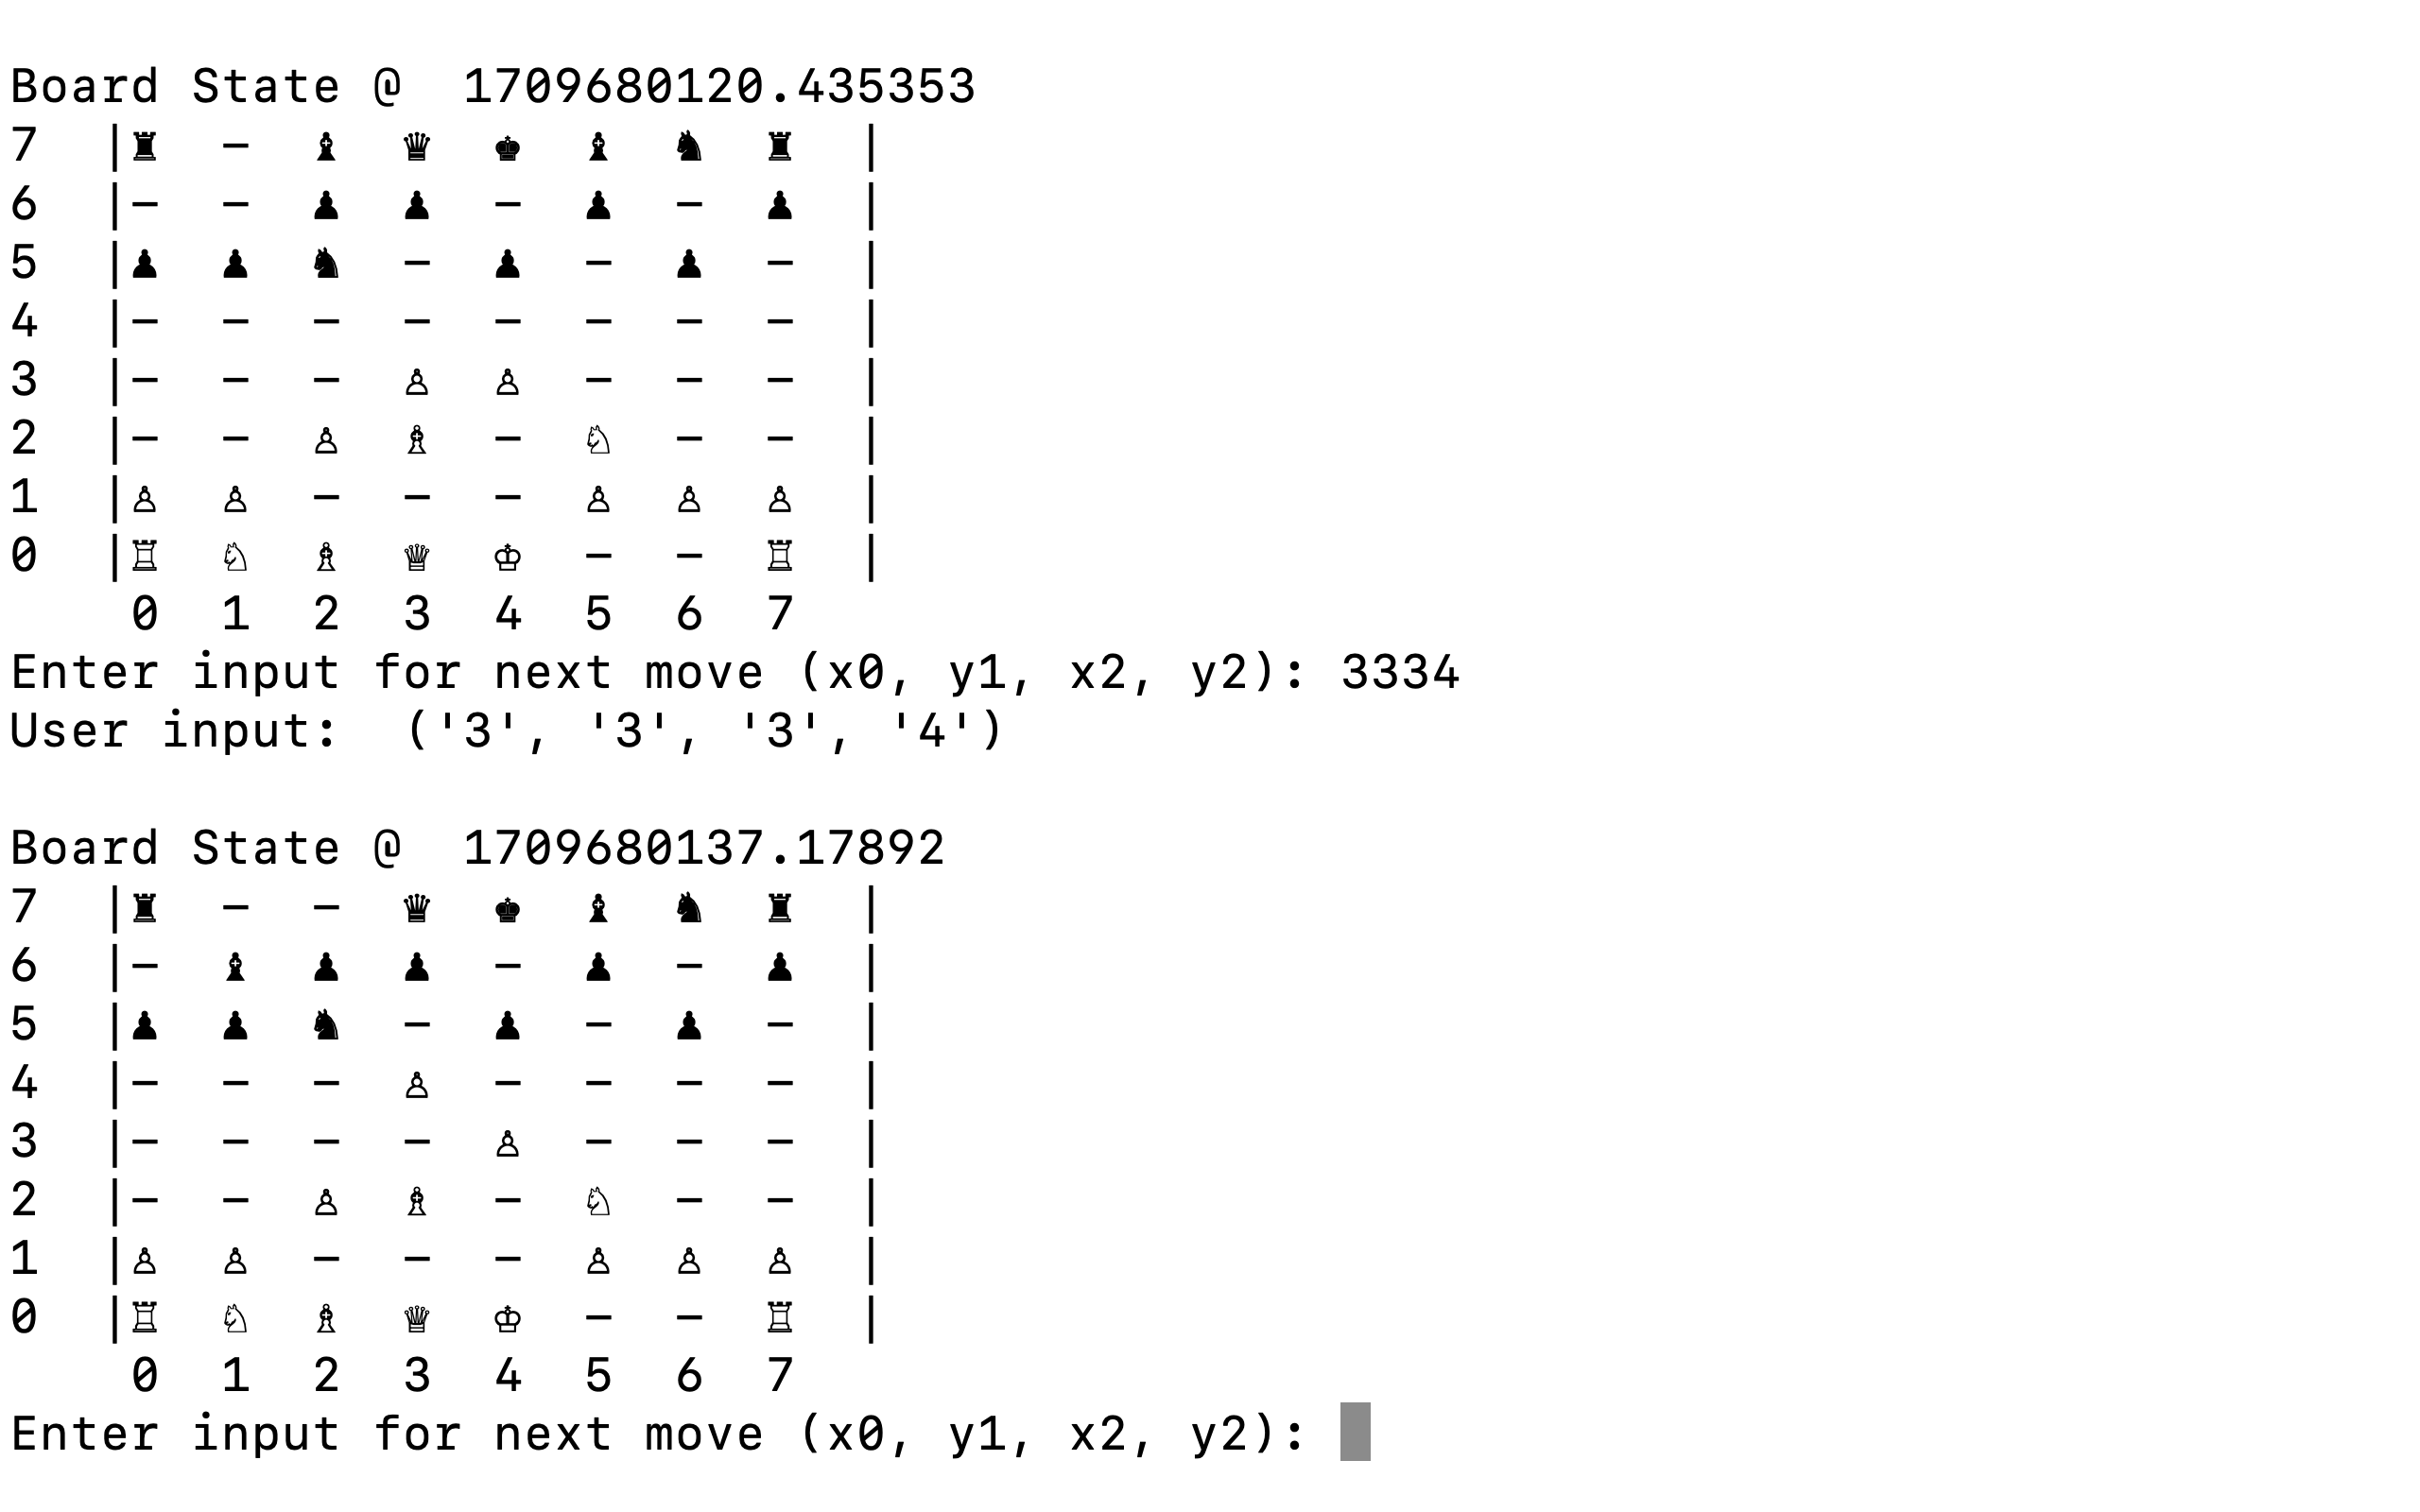 Board State @  1709680120.435353
7  |♜  —  ♝  ♛  ♚  ♝  ♞  ♜  |
6  |—  —  ♟  ♟  —  ♟  —  ♟  |
5  |♟  ♟  ♞  —  ♟  —  ♟  —  |
4  |—  —  —  —  —  —  —  —  |
3  |—  —  —  ♙  ♙  —  —  —  |
2  |—  —  ♙  ♗  —  ♘  —  —  |
1  |♙  ♙  —  —  —  ♙  ♙  ♙  |
0  |♖  ♘  ♗  ♕  ♔  —  —  ♖  |
    0  1  2  3  4  5  6  7
Enter input for next move (x0, y1, x2, y2): 3334
User input:  ('3', '3', '3', '4')
Board State @  1709680137.17892
7  |♜  —  —  ♛  ♚  ♝  ♞  ♜  |
6  |—  ♝  ♟  ♟  —  ♟  —  ♟  |
5  |♟  ♟  ♞  —  ♟  —  ♟  —  |
4  |—  —  —  ♙  —  —  —  —  |
3  |—  —  —  —  ♙  —  —  —  |
2  |—  —  ♙  ♗  —  ♘  —  —  |
1  |♙  ♙  —  —  —  ♙  ♙  ♙  |
0  |♖  ♘  ♗  ♕  ♔  —  —  ♖  |
    0  1  2  3  4  5  6  7
Enter input for next move (x0, y1, x2, y2):